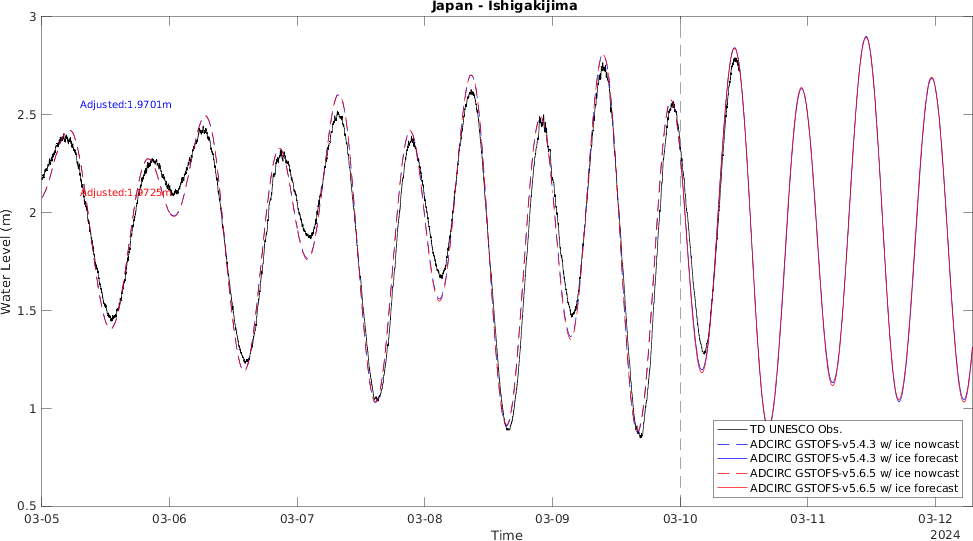 Japan - Ishigakijima
3
2.5
2
1.5
1
0.5
Water Level (m)
Adjusted:1.9701m
Adjusted:1.9725m
TD UNESCO Obs.
ADCIRC GSTOFS-v5.4.3 w/ ice nowcast
ADCIRC GSTOFS-v5.4.3 w/ ice forecast
ADCIRC GSTOFS-v5.6.5 w/ ice nowcast
ADCIRC GSTOFS-v5.6.5 w/ ice forecast
03-05 03-06 03-07 03-08 03-09 03-10 03-11 03-12
2024
Time